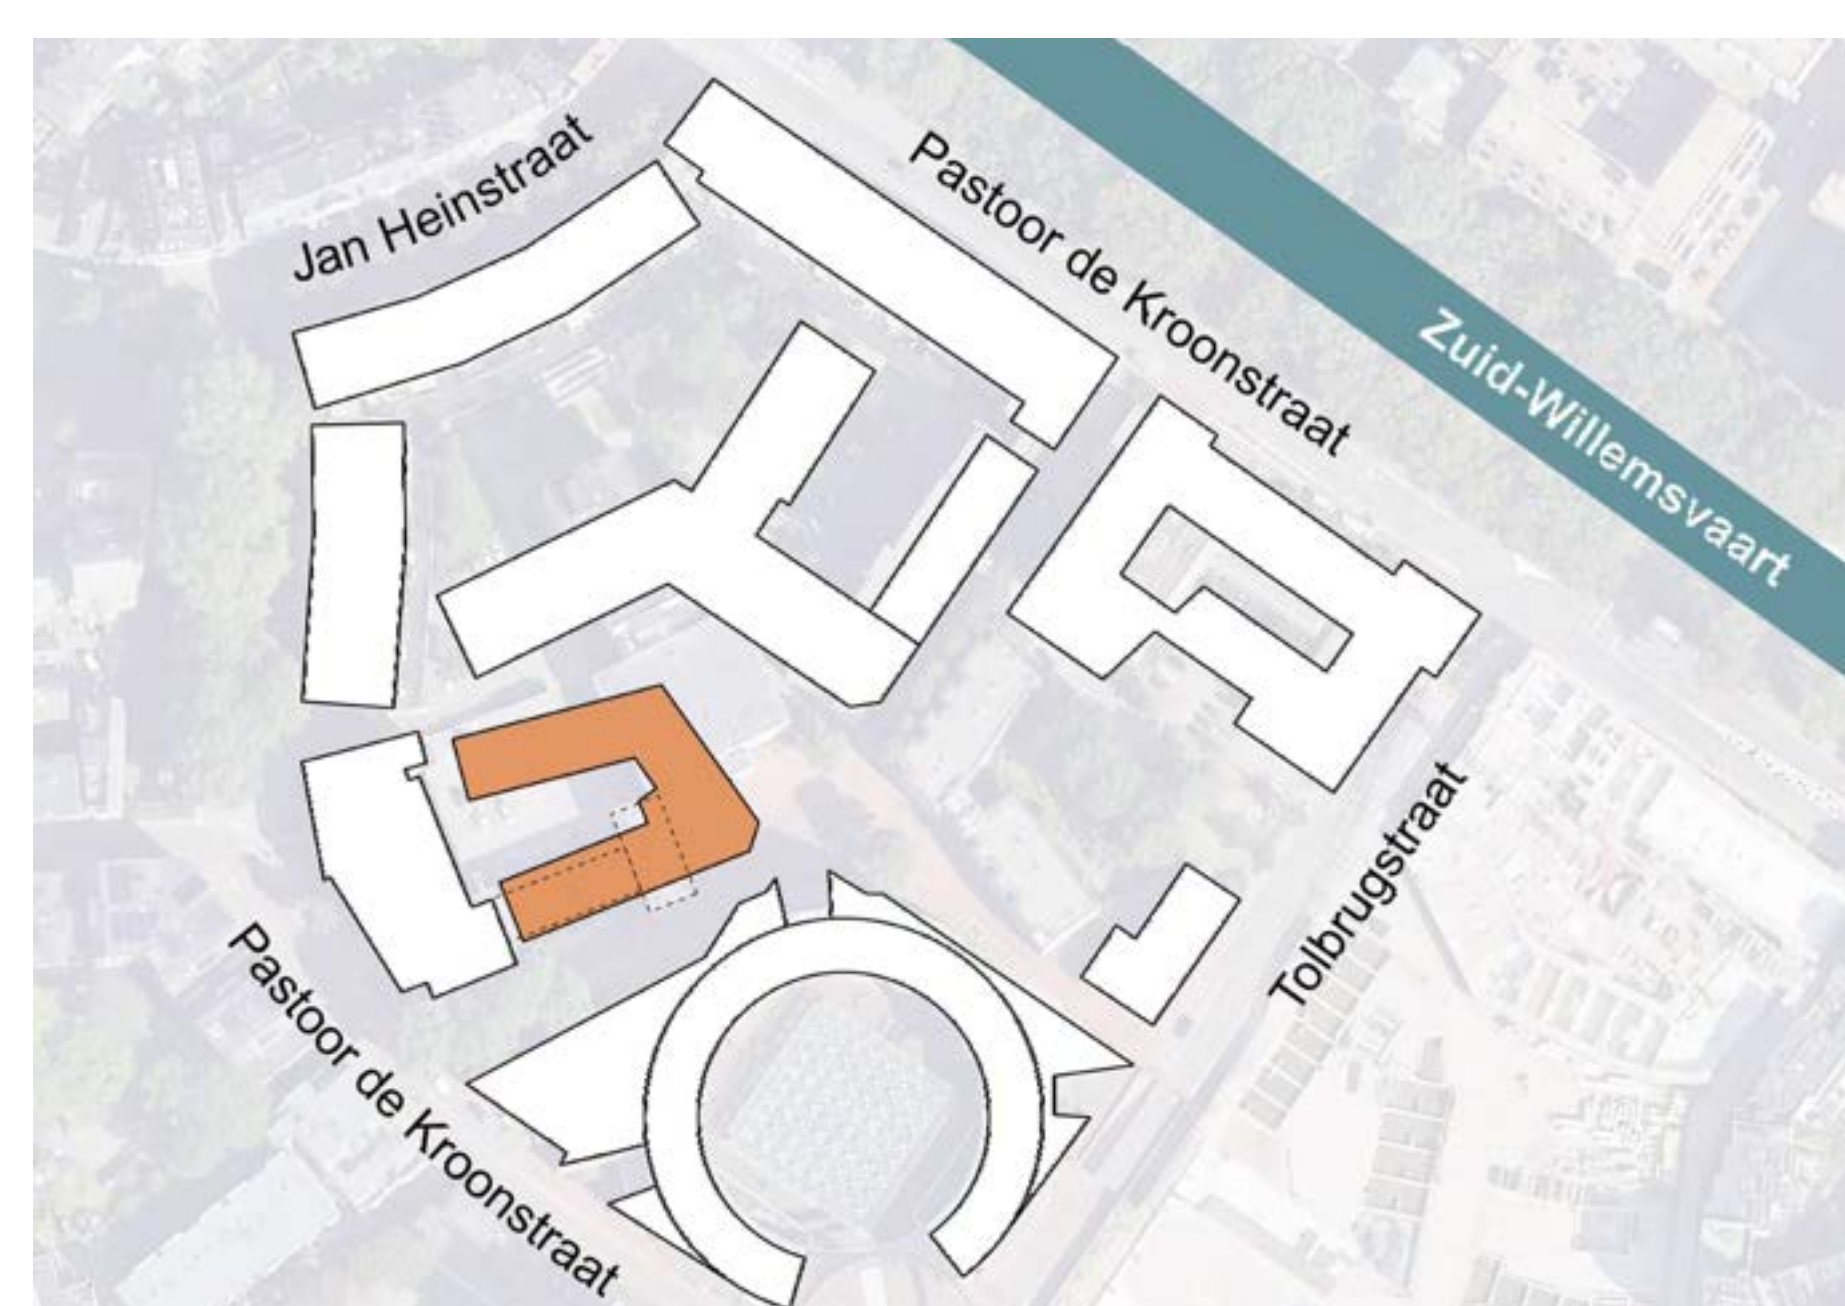 Jan Heinstraat
Pastoor de Kroonstraat
Zuid-Willemsvaart
Tolbrugstraat
Pastoor de Kroonstraat